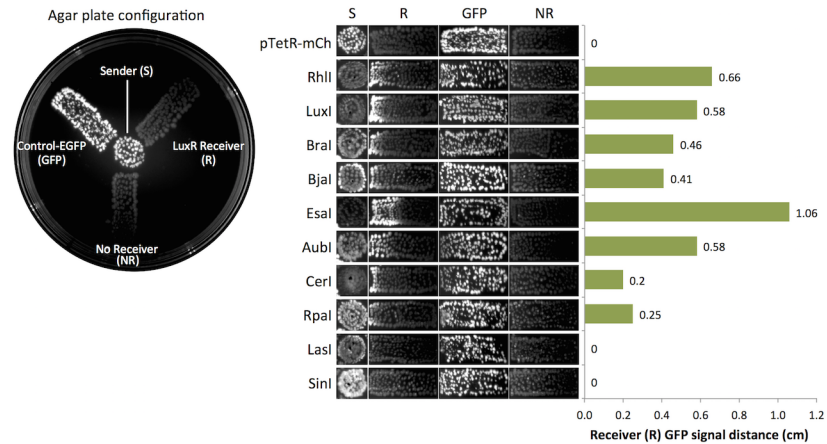 Agar plate configuration
Sender (S)
Control-EGFP
(GFP)
LuxR Receiver
(R)
No Receiver
(NR)
S R GFP NR
pTetR-mCh 0
RhlI 0.66
LuxI 0.58
BraI 0.46
BjaI 0.41
EsaI 1.06
AubI 0.58
CerI 0.2
RpaI 0.25
LasI 0
SinI 0
0.0 0.2 0.4 0.6 0.8 1.0 1.2
Receiver (R) GFP signal distance (cm)